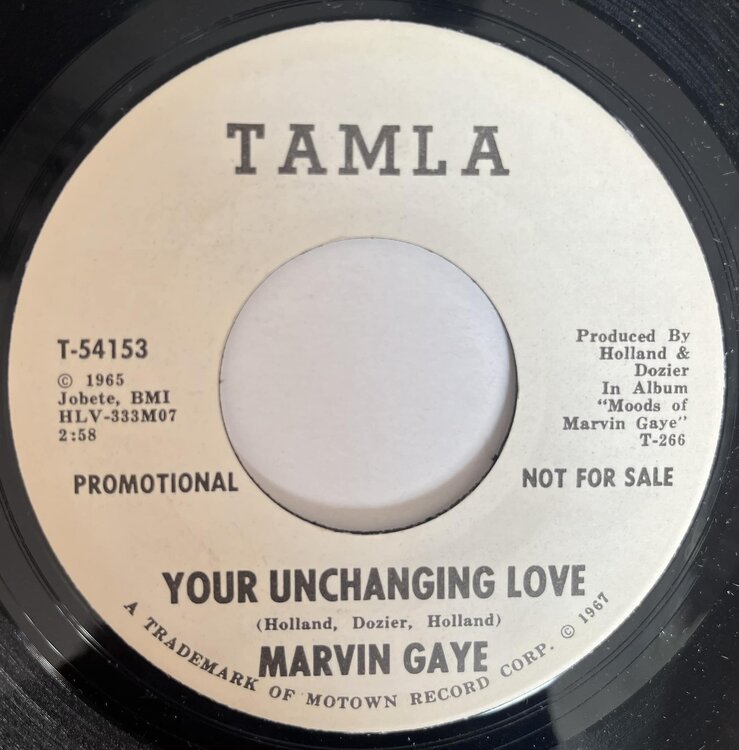 TAMLA
T-54153
© 1965
Jobete, BMI
HLV-333M07
2:58
PROMOTIONAL
Produced By
Holland &
Dozier
In Album
"Moods of
Marvin Gaye"
T-266
NOT FOR SALE
YOUR UNCHANGING LOVE
(Holland, Dozier, Holland)
MARVIN GAYE
A TRADEMARK OF MOTOWN RECORD CORP. © 1967